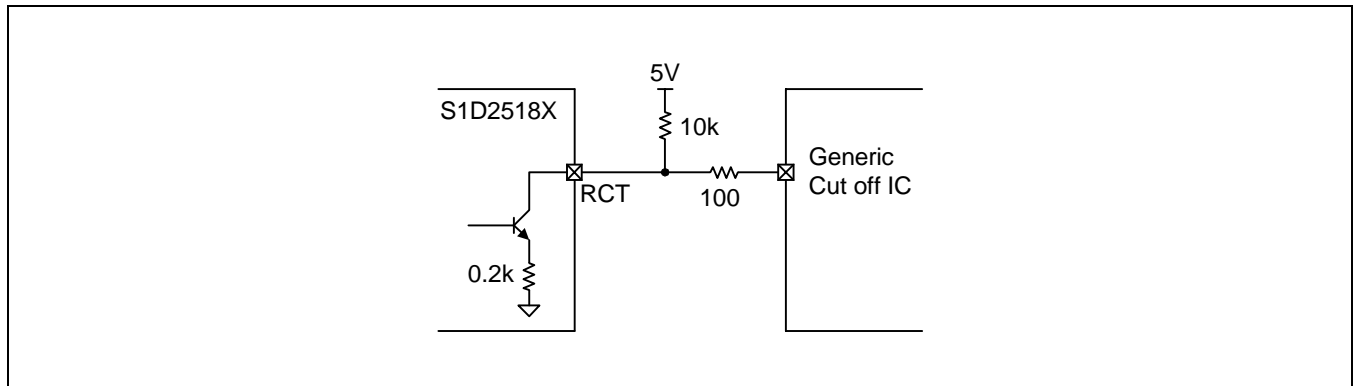 5V
S1D2518X
10k
Generic
Cut off IC
RCT
100
0.2k